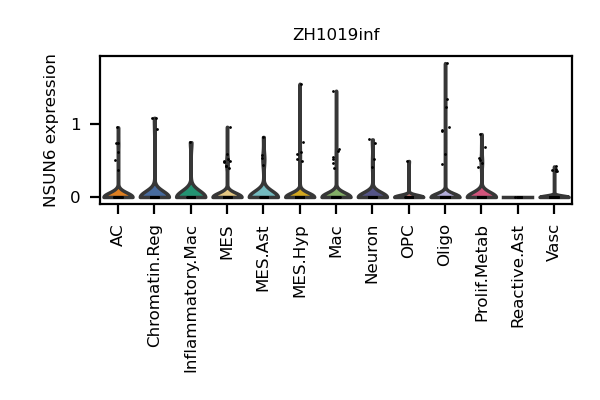 ZH1019inf
NSUN6 expression
1
0
AC
Chromatin.Reg
Inflammatory.Mac
MES
MES.Ast
MES.Hyp
Mac
Neuron
OPC
Oligo
Prolif.Metab
Reactive.Ast
Vasc